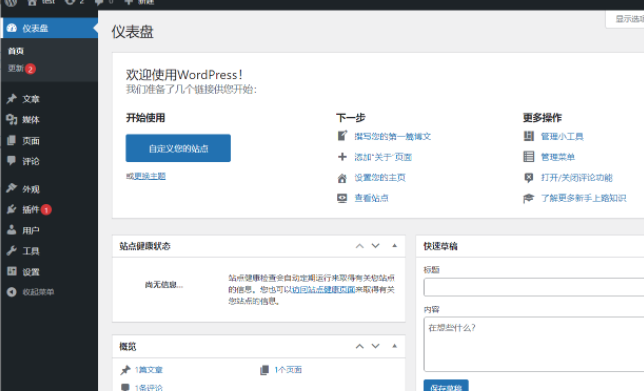 test 2 0 新建
显示选项
仪表盘
首页
更新 2
文章
媒体
页面
评论
外观
插件 1
用户
工具
设置
收起菜单
仪表盘
欢迎使用WordPress！
我们准备了几个链接供您开始：
开始使用
自定义您的站点
或更换主题
下一步
撰写您的第一篇博文
添加“关于”页面
设置您的主页
查看站点
更多操作
管理小工具
管理菜单
打开/关闭评论功能
了解更多新手上路知识
站点健康状态
尚无信息…
站点健康检查会自动定期运行来取得有关您站点
的信息。您也可以访问站点健康页面来取得有关
您站点的信息。
概览
1篇文章
1个页面
1条评论
快速草稿
标题
内容
在想些什么？
保存草稿